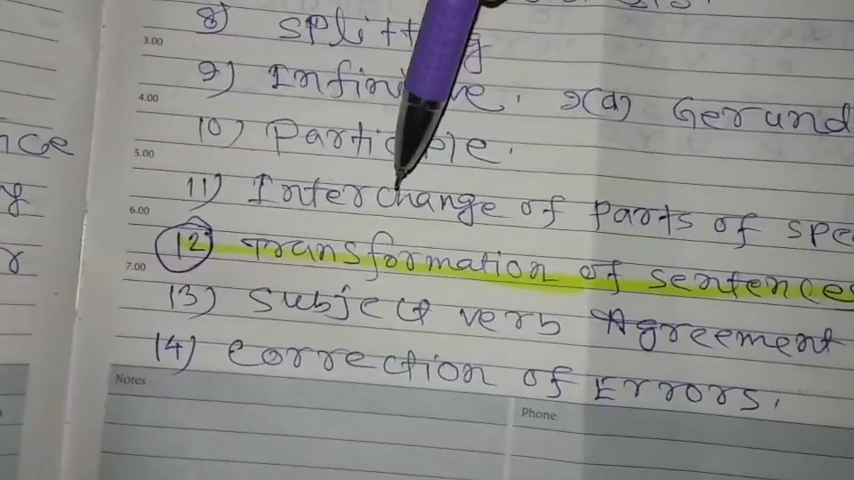 8) Splitting
3.00
9) Infinitive. 9(a) Gerund
4.00
10) Participle.
5.00
11) Interchange of parts of spe
6.00
12) Transformation of sentences
7.00
13) Subject verb Agreement
14) Correction of Errors.
Notes
Phone
nce
y
r